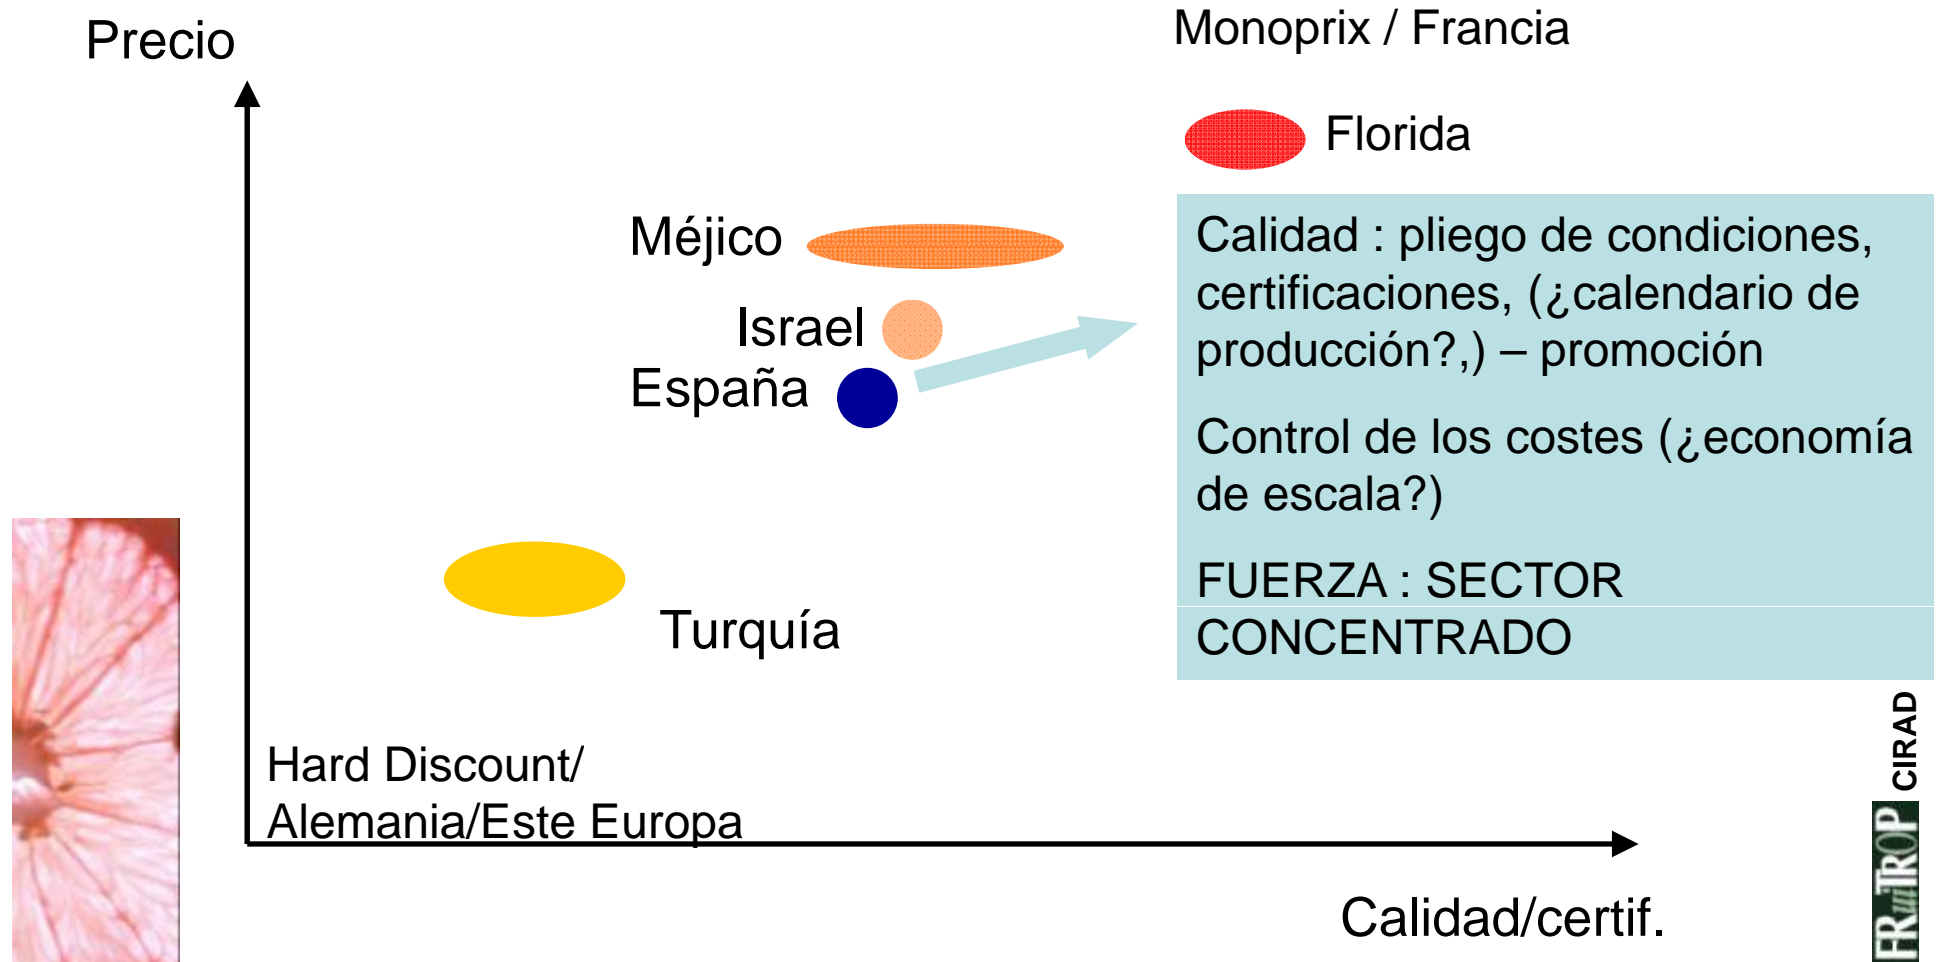 Precio
Monoprix / Francia
Florida
Méjico
Israel
España
Turquía
Calidad : pliego de condiciones,
certificaciones, (¿calendario de
producción?,) – promoción
Control de los costes (¿economía
de escala?)
FUERZA : SECTOR
CONCENTRADO
Hard Discount/
Alemania/Este Europa
Calidad/certif.
CIRAD
FRuiTROP